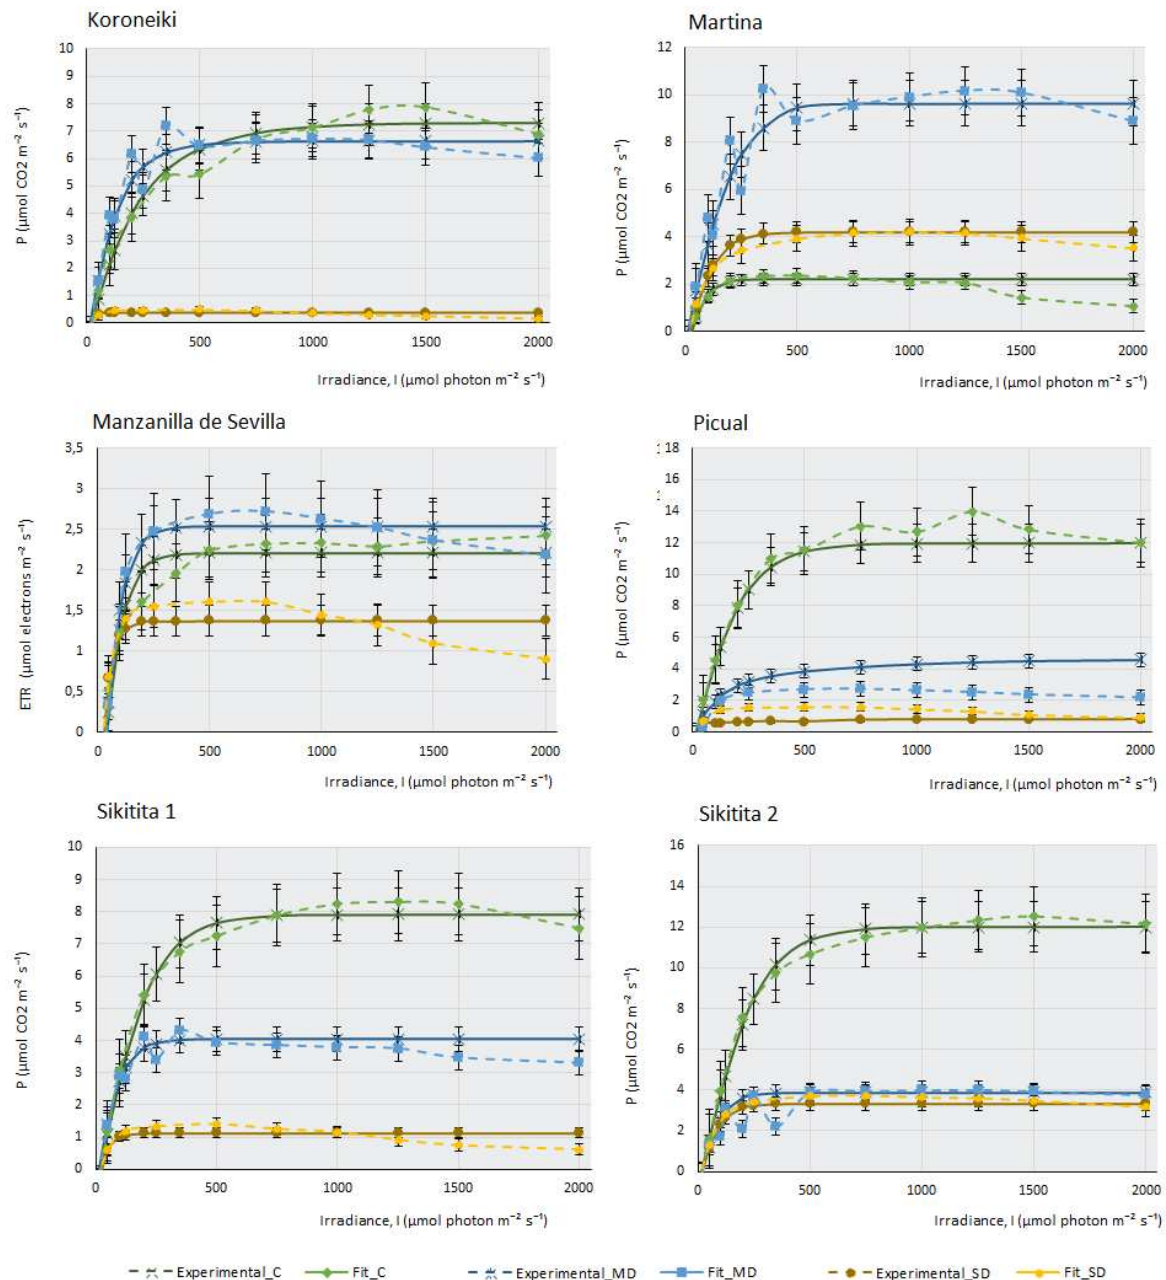 Koroneiki
Martina
P (μmol CO2 m⁻² s⁻¹)
10
9
8
7
6
5
4
3
2
1
0
0 500 1000 1500 2000
Irradiance, I (μmol photon m⁻² s⁻¹)
P (μmol CO2 m⁻² s⁻¹)
12
10
8
6
4
2
0
0 500 1000 1500 2000
Irradiance, I (μmol photon m⁻² s⁻¹)
Manzanilla de Sevilla
Picual
ETR (μmol electrons m⁻² s⁻¹)
3,5
3
2,5
2
1,5
1
0,5
0
0 500 1000 1500 2000
Irradiance, I (μmol photon m⁻² s⁻¹)
P (μmol CO2 m⁻² s⁻¹)
18
16
14
12
10
8
6
4
2
0
0 500 1000 1500 2000
Irradiance, I (μmol photon m⁻² s⁻¹)
Sikitita 1
Sikitita 2
P (μmol CO2 m⁻² s⁻¹)
10
9
8
7
6
5
4
3
2
1
0
0 500 1000 1500 2000
Irradiance, I (μmol photon m⁻² s⁻¹)
P (μmol CO2 m⁻² s⁻¹)
16
14
12
10
8
6
4
2
0
0 500 1000 1500 2000
Irradiance, I (μmol photon m⁻² s⁻¹)
Experimental_C Fit_C Experimental_MD Fit_MD Experimental_SD Fit_SD